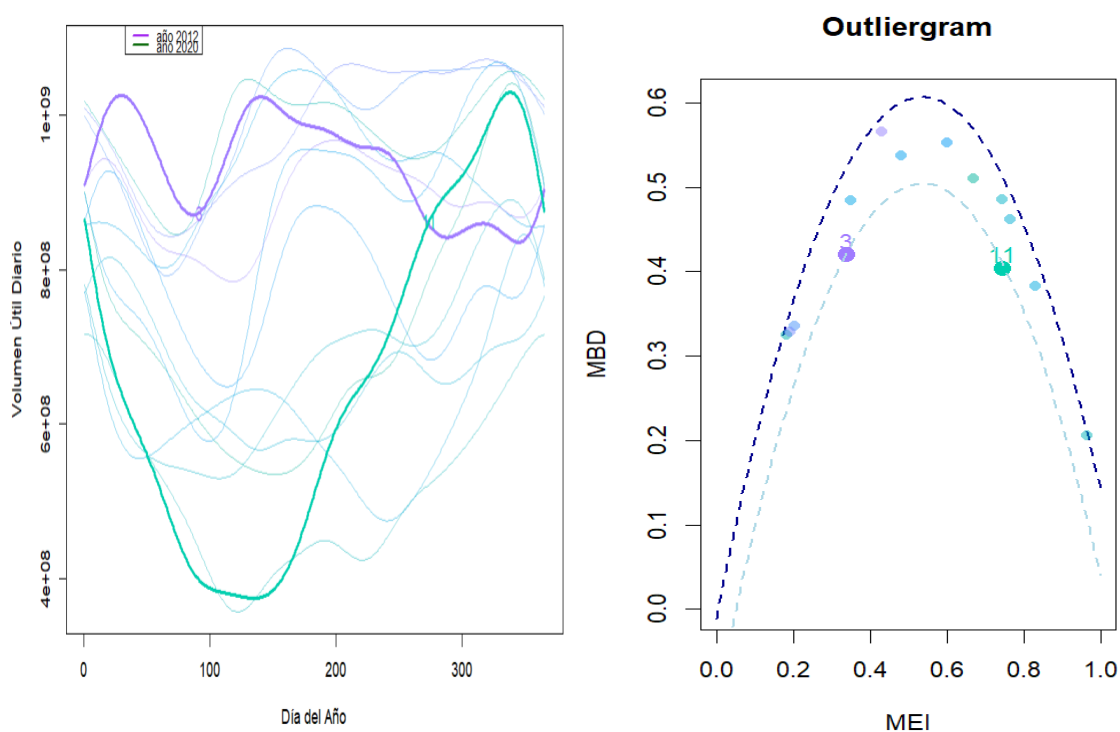 año 2012
año 2020
1e+09
8e+08
6e+08
4e+08
Volumen Útil Diario
0 100 200 300
Día del Año
Outliergram
3
11
0.6
0.5
0.4
0.3
0.2
0.1
0.0
MBD
0.0 0.2 0.4 0.6 0.8 1.0
MEI